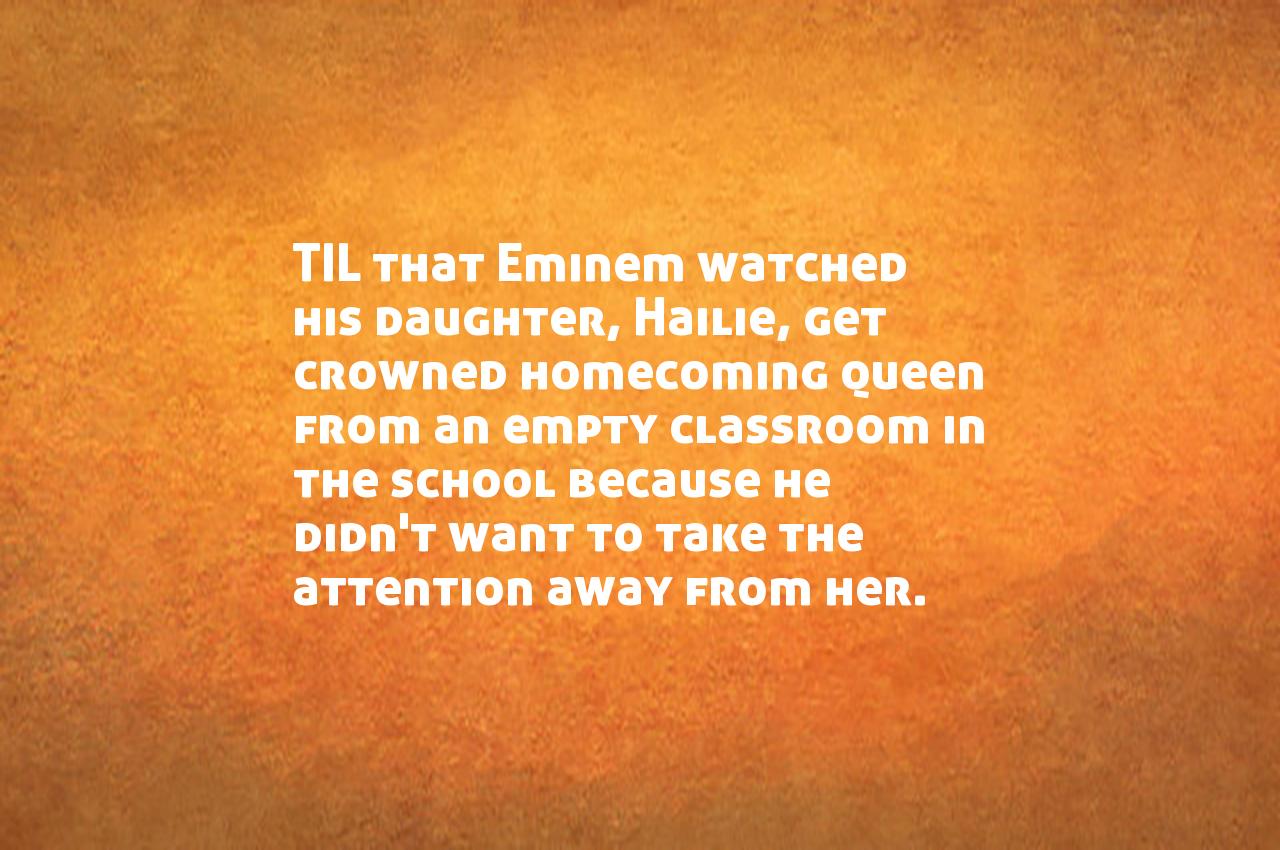 TIL that Eminem watched
his daughter, Hailie, get
crowned homecoming queen
from an empty classroom in
the school because he
didn't want to take the
attention away from her.